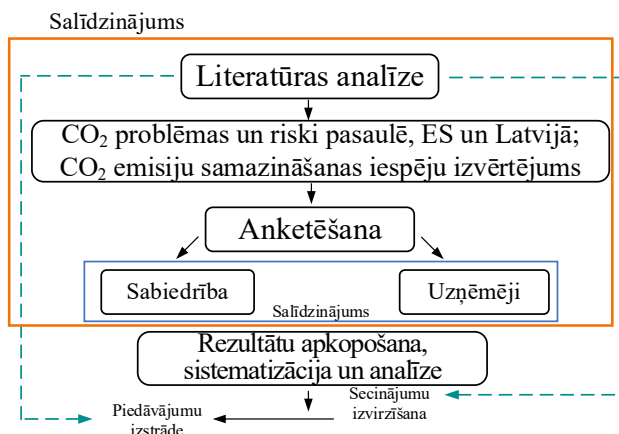 Salīdzinājums
Literatūras analīze
CO₂ problēmas un riski pasaulē, ES un Latvijā;
CO₂ emisiju samazināšanas iespēju izvērtējums
Anketēšana
Sabiedrība
Uzņēmēji
Salīdzinājums
Rezultātu apkopošana,
sistematizācija un analīze
Secinājumu
izvirzīšana
Piedāvājumu
izstrāde